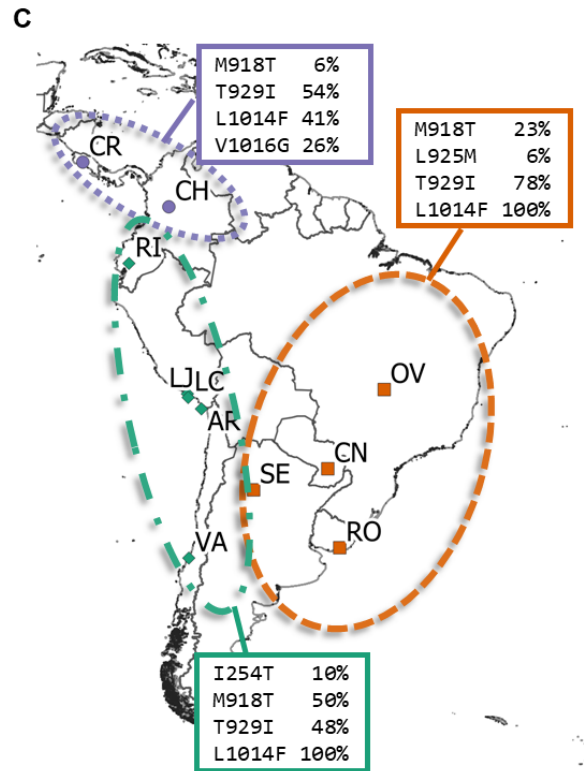 C
M918T 6%
T929I 54%
L1014F 41%
V1016G 26%
M918T 23%
L925M 6%
T929I 78%
L1014F 100%
CR
CH
RI
LJ LC
AR
OV
CN
SE
RO
VA
I254T 10%
M918T 50%
T929I 48%
L1014F 100%